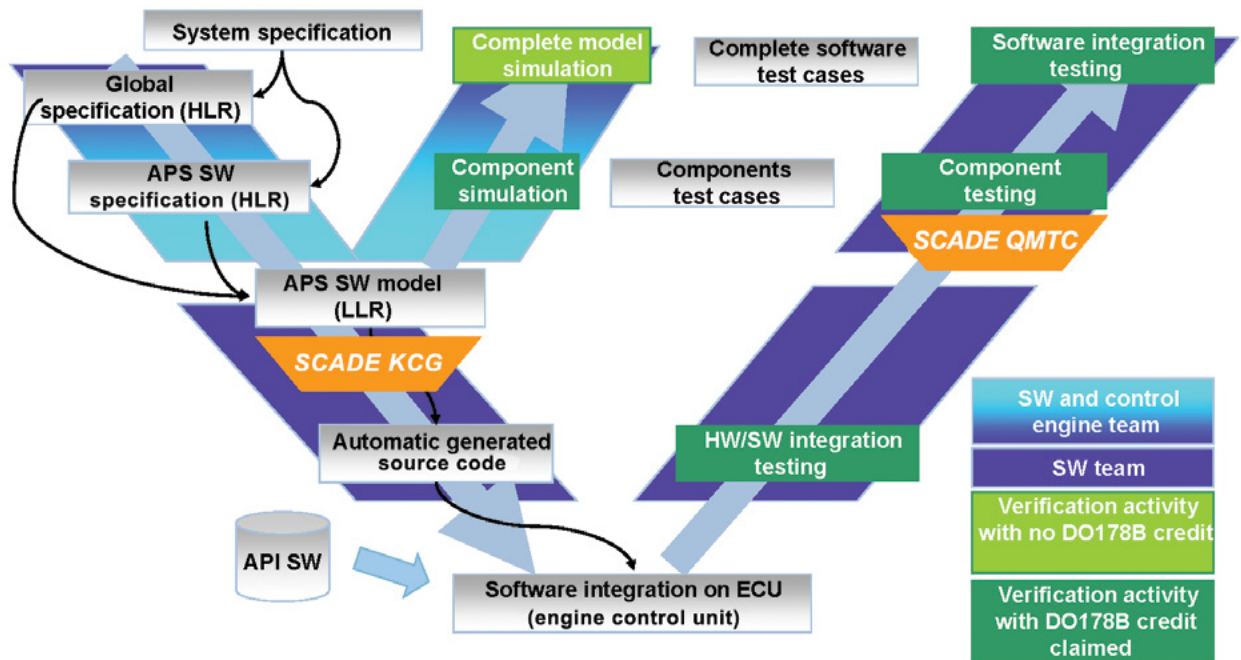 System specification
Complete model
simulation
Complete software
test cases
Software integration
testing
Global
specification (HLR)
APS SW
specification (HLR)
Component
simulation
Components
test cases
Component
testing
SCADE QMTC
APS SW model
(LLR)
SCADE KCG
Automatic generated
source code
HW/SW integration
testing
API SW
Software integration on ECU
(engine control unit)
SW and control
engine team
SW team
Verification activity
with no DO178B credit
Verification activity
with DO178B credit
claimed